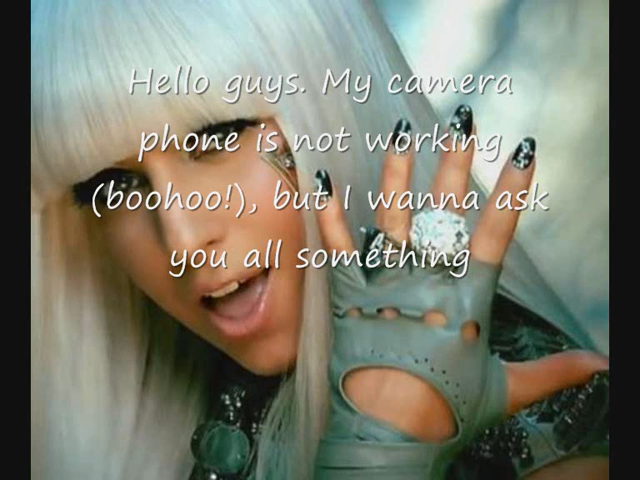 Hello guys. My camera
phone is not working
(boohoo!), but I wanna ask
you all something